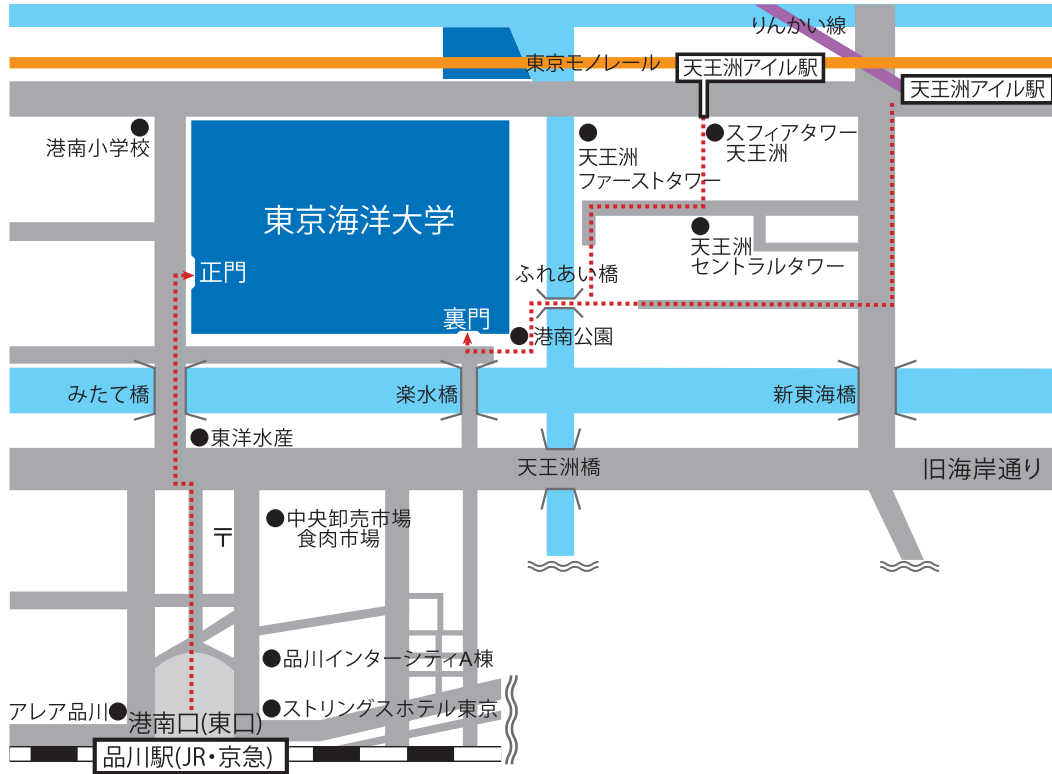 りんかい線
東京モノレール
天王洲アイル駅
天王洲アイル駅
港南小学校
天王洲
ファーストタワー
スフィアタワー
天王洲
東京海洋大学
天王洲
セントラルタワー
正門
ふれあい橋
裏門
港南公園
みたて橋
楽水橋
新東海橋
東洋水産
天王洲橋
旧海岸通り
〒
中央卸売市場
食肉市場
品川インターシティA棟
アレア品川
港南口(東口)
ストリングスホテル東京
品川駅(JR・京急)